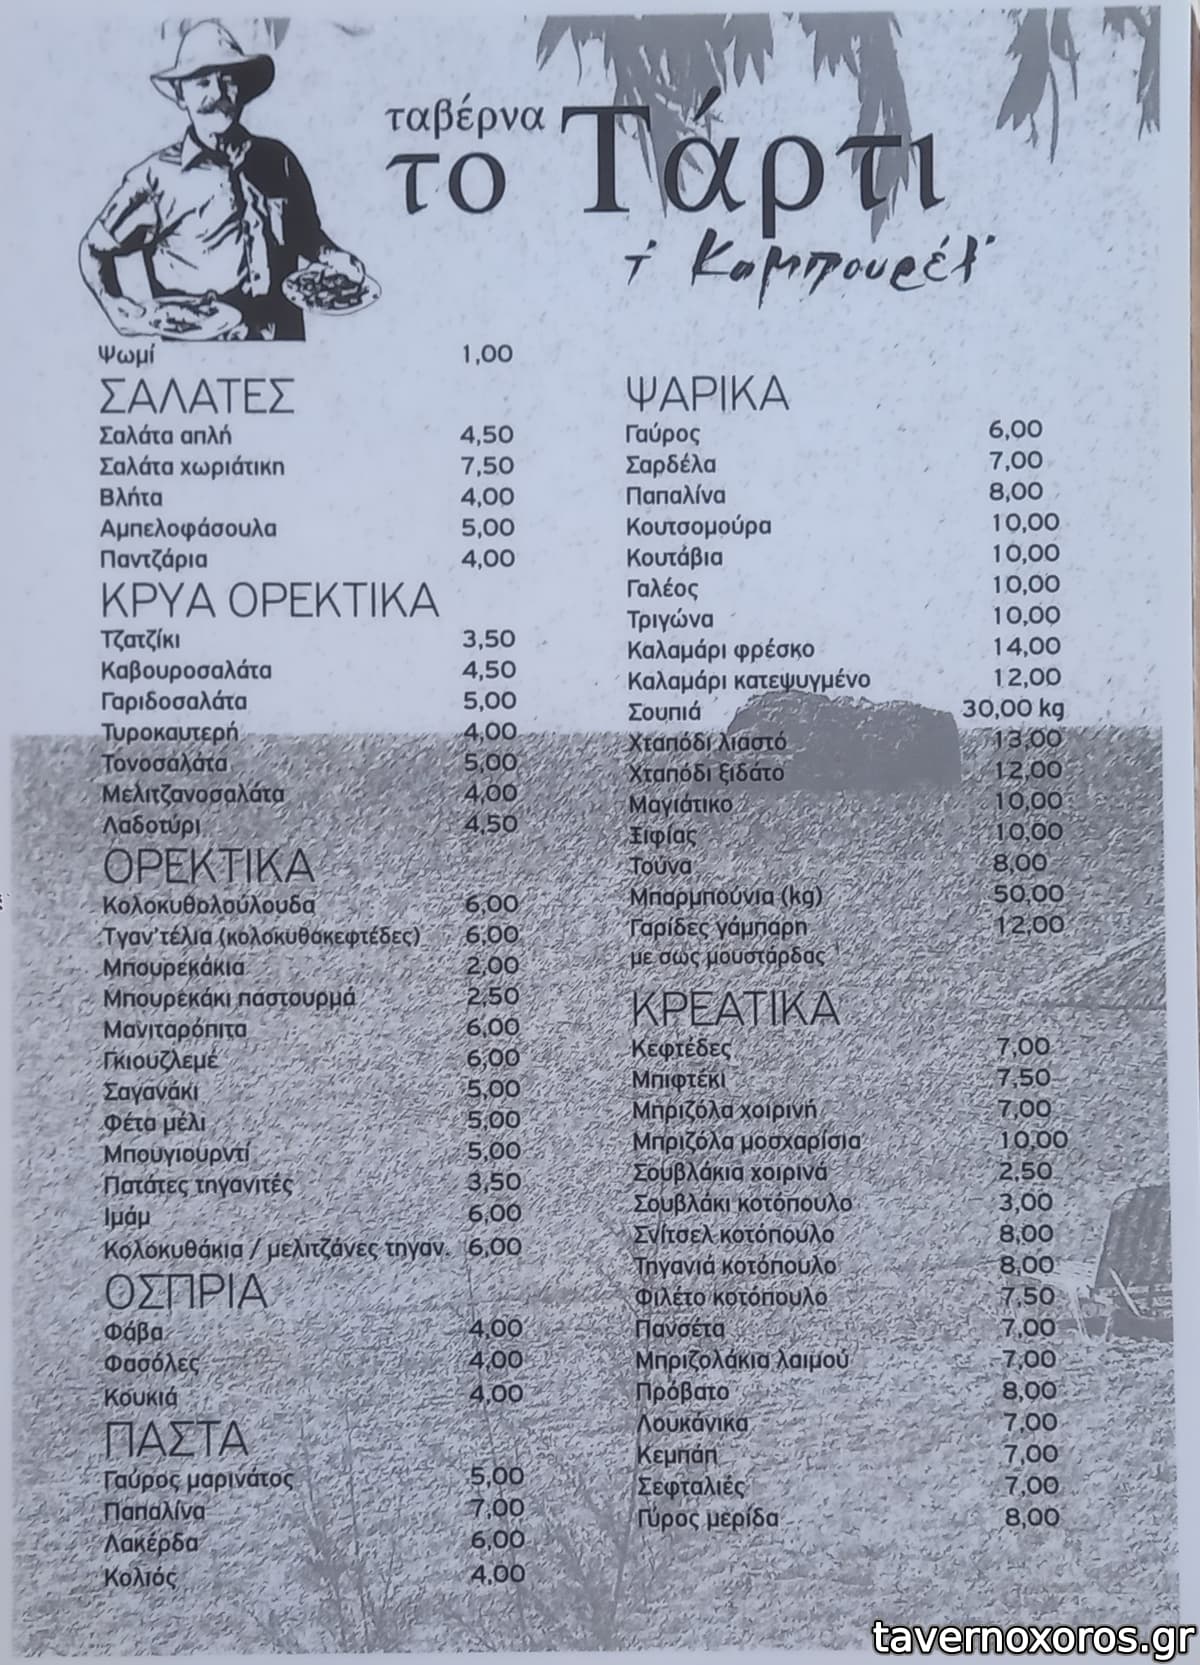 ταβέρνα
το Τάρτι
τ' Καμπουρέλ'
Ψωμί 1,00
ΣΑΛΑΤΕΣ
Σαλάτα απλή 4,50
Σαλάτα χωριάτικη 7,50
Βλήτα 4,00
Αμπελοφάσουλα 5,00
Παντζάρια 4,00
ΚΡΥΑ ΟΡΕΚΤΙΚΑ
Τζατζίκι 3,50
Καβουροσαλάτα 4,50
Γαριδοσαλάτα 5,00
Τυροκαυτερή 4,00
Τονοσαλάτα 5,00
Μελιτζανοσαλάτα 4,00
Λαδοτύρι 4,50
ΟΡΕΚΤΙΚΑ
Κολοκυθολούλουδα 6,00
Τγαν'τέλια (κολοκυθοκεφτέδες) 6,00
Μπουρεκάκια 2,00
Μπουρεκάκι παστουρμά 2,50
Μανιταρόπιτα 6,00
Γκιουζλεμέ 6,00
Σαγανάκι 5,00
Φέτα μέλι 5,00
Μπουγιουρντί 5,00
Πατάτες τηγανιτές 3,50
Ιμάμ 6,00
Κολοκυθάκια / μελιτζάνες τηγαν. 6,00
ΟΣΠΡΙΑ
Φάβα 4,00
Φασόλες 4,00
Κουκιά 4,00
ΠΑΣΤΑ
Γαύρος μαρινάτος 5,00
Παπαλίνα 7,00
Λακέρδα 6,00
Κολιός 4,00
ΨΑΡΙΚΑ
Γαύρος 6,00
Σαρδέλα 7,00
Παπαλίνα 8,00
Κουτσομούρα 10,00
Κουτάβια 10,00
Γαλέος 10,00
Τριγώνα 10,00
Καλαμάρι φρέσκο 14,00
Καλαμάρι κατεψυγμένο 12,00
Σουπιά 30,00 kg
Χταπόδι λιαστό 13,00
Χταπόδι ξιδάτο 12,00
Μαγιάτικο 10,00
Ξιφίας 10,00
Τούνα 8,00
Μπαρμπούνια (kg) 50,00
Γαρίδες γάμπαρη 12,00
με σως μουστάρδας
ΚΡΕΑΤΙΚΑ
Κεφτέδες 7,00
Μπιφτέκι 7,50
Μπριζόλα χοιρινή 7,00
Μπριζόλα μοσχαρίσια 10,00
Σουβλάκια χοιρινά 2,50
Σουβλάκι κοτόπουλο 3,00
Σνίτσελ κοτόπουλο 8,00
Τηγανιά κοτόπουλο 8,00
Φιλέτο κοτόπουλο 7,50
Πανσέτα 7,00
Μπριζολάκια λαιμού 7,00
Πρόβατο 8,00
Λουκάνικα 7,00
Κεμπάπ 7,00
Σεφταλιές 7,00
Γύρος μερίδα 8,00
tavernoxoros.gr